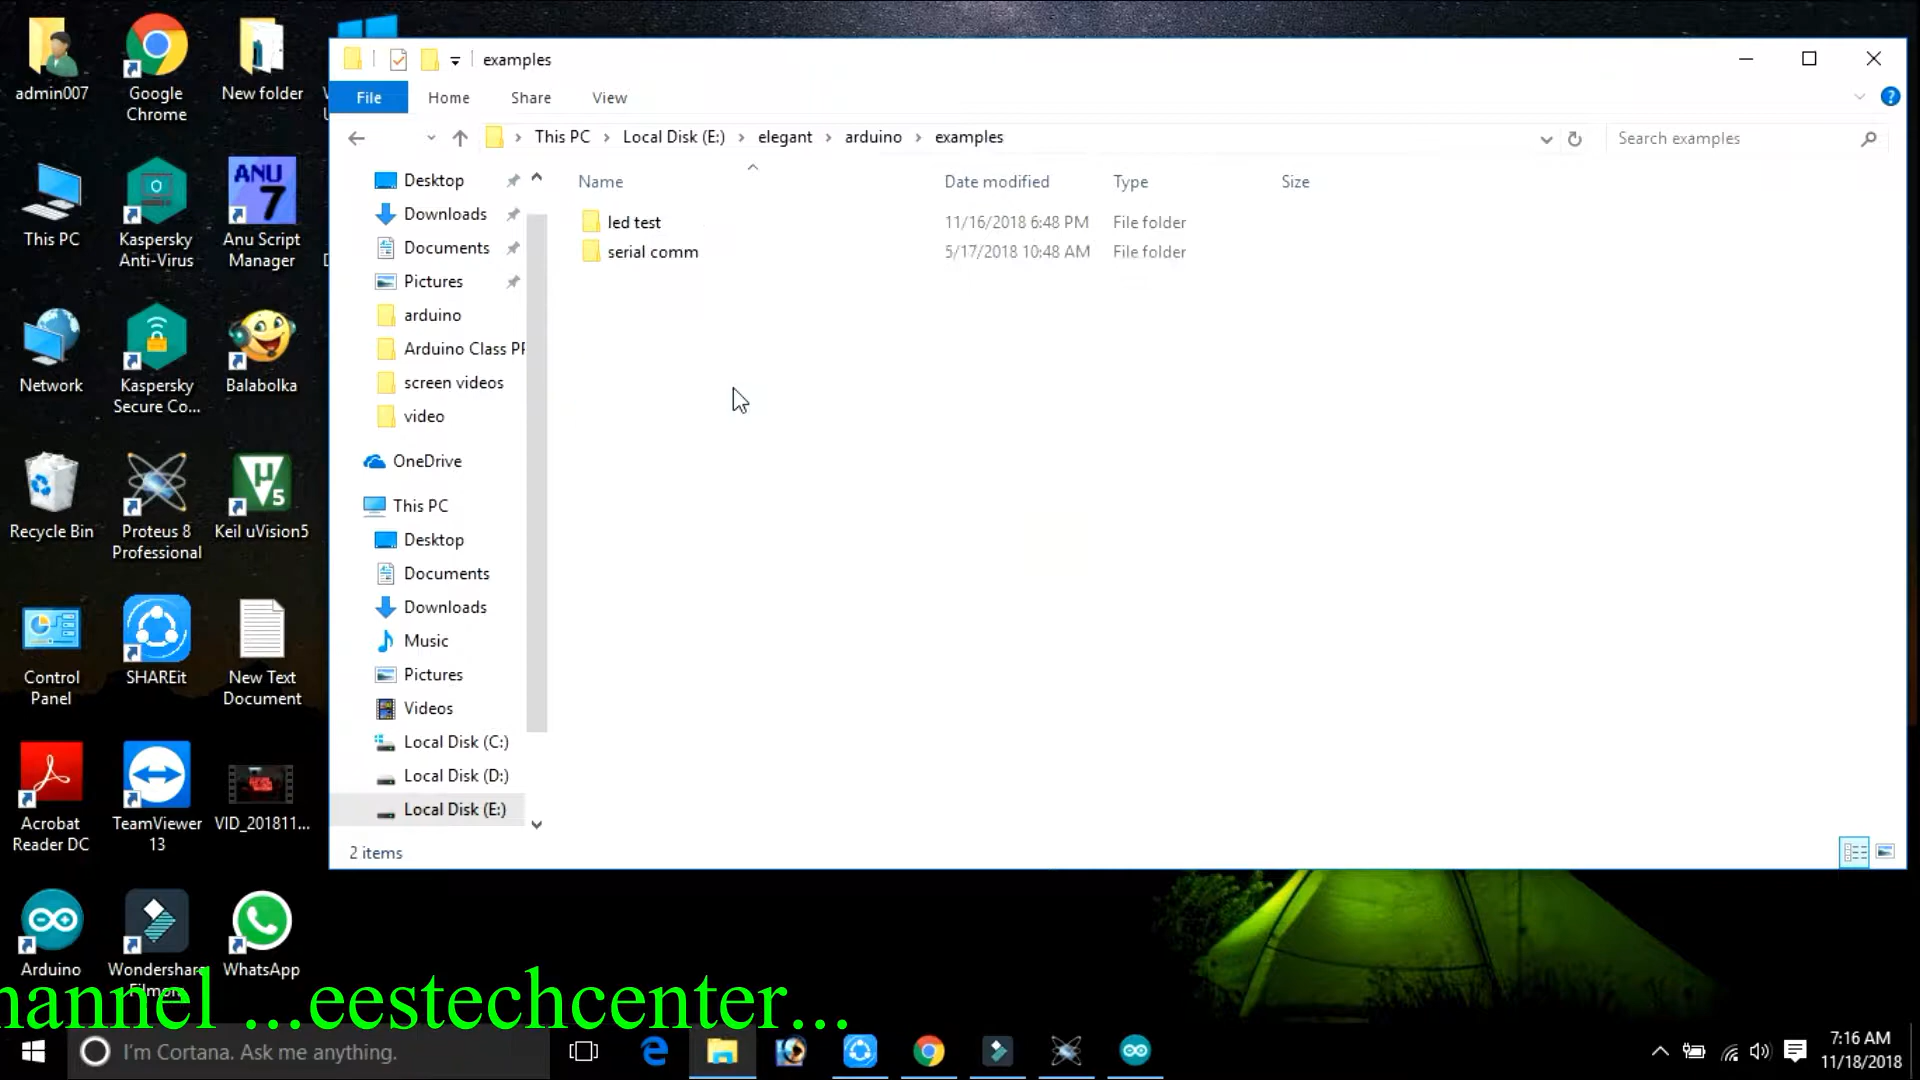 admin007
Google
Chrome
New folder
This PC
Kaspersky
Anti-Virus
ANU
7
Anu Script
Manager
Network
Kaspersky
Secure Co...
Balabolka
Recycle Bin
Proteus 8
Professional
Keil uVision5
Control
Panel
SHAREit
New Text
Document
Acrobat
Reader DC
TeamViewer
13
VID_201811...
Arduino
WhatsApp
examples
File
Home
Share
View
This PC
Local Disk (E:)
elegant
arduino
examples
Search examples
Desktop
Downloads
Documents
Pictures
arduino
Arduino Class
screen videos
video
OneDrive
This PC
Desktop
Documents
Downloads
Music
Pictures
Videos
Local Disk (C:)
Local Disk (D:)
Local Disk (E:)
Name Date modified Type Size
led test 11/16/2018 6:48 PM File folder
serial comm 5/17/2018 10:48 AM File folder
2 items
...eestechcenter...
I'm Cortana. Ask me anything.
7:16 AM
11/18/2018